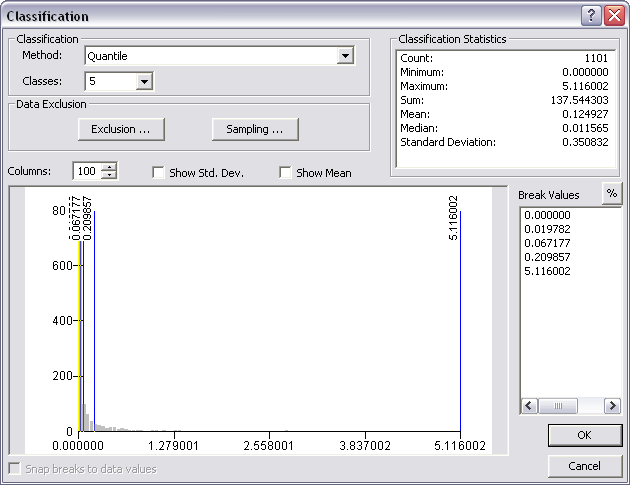 Classification
Classification
Method: Quantile
Classes: 5
Data Exclusion
Exclusion ...
Sampling ...
Classification Statistics
Count: 1101
Minimum: 0.000000
Maximum: 5.116002
Sum: 137.544303
Mean: 0.124927
Median: 0.011565
Standard Deviation: 0.350832
Columns: 100
Show Std. Dev.
Show Mean
Break Values
%
0.000000
0.019782
0.067177
0.209857
5.116002
0.067177
0.209857
5.116002
600
400
200
0
0.000000 1.279001 2.558001 3.837002 5.116002
Snap breaks to data values
OK
Cancel